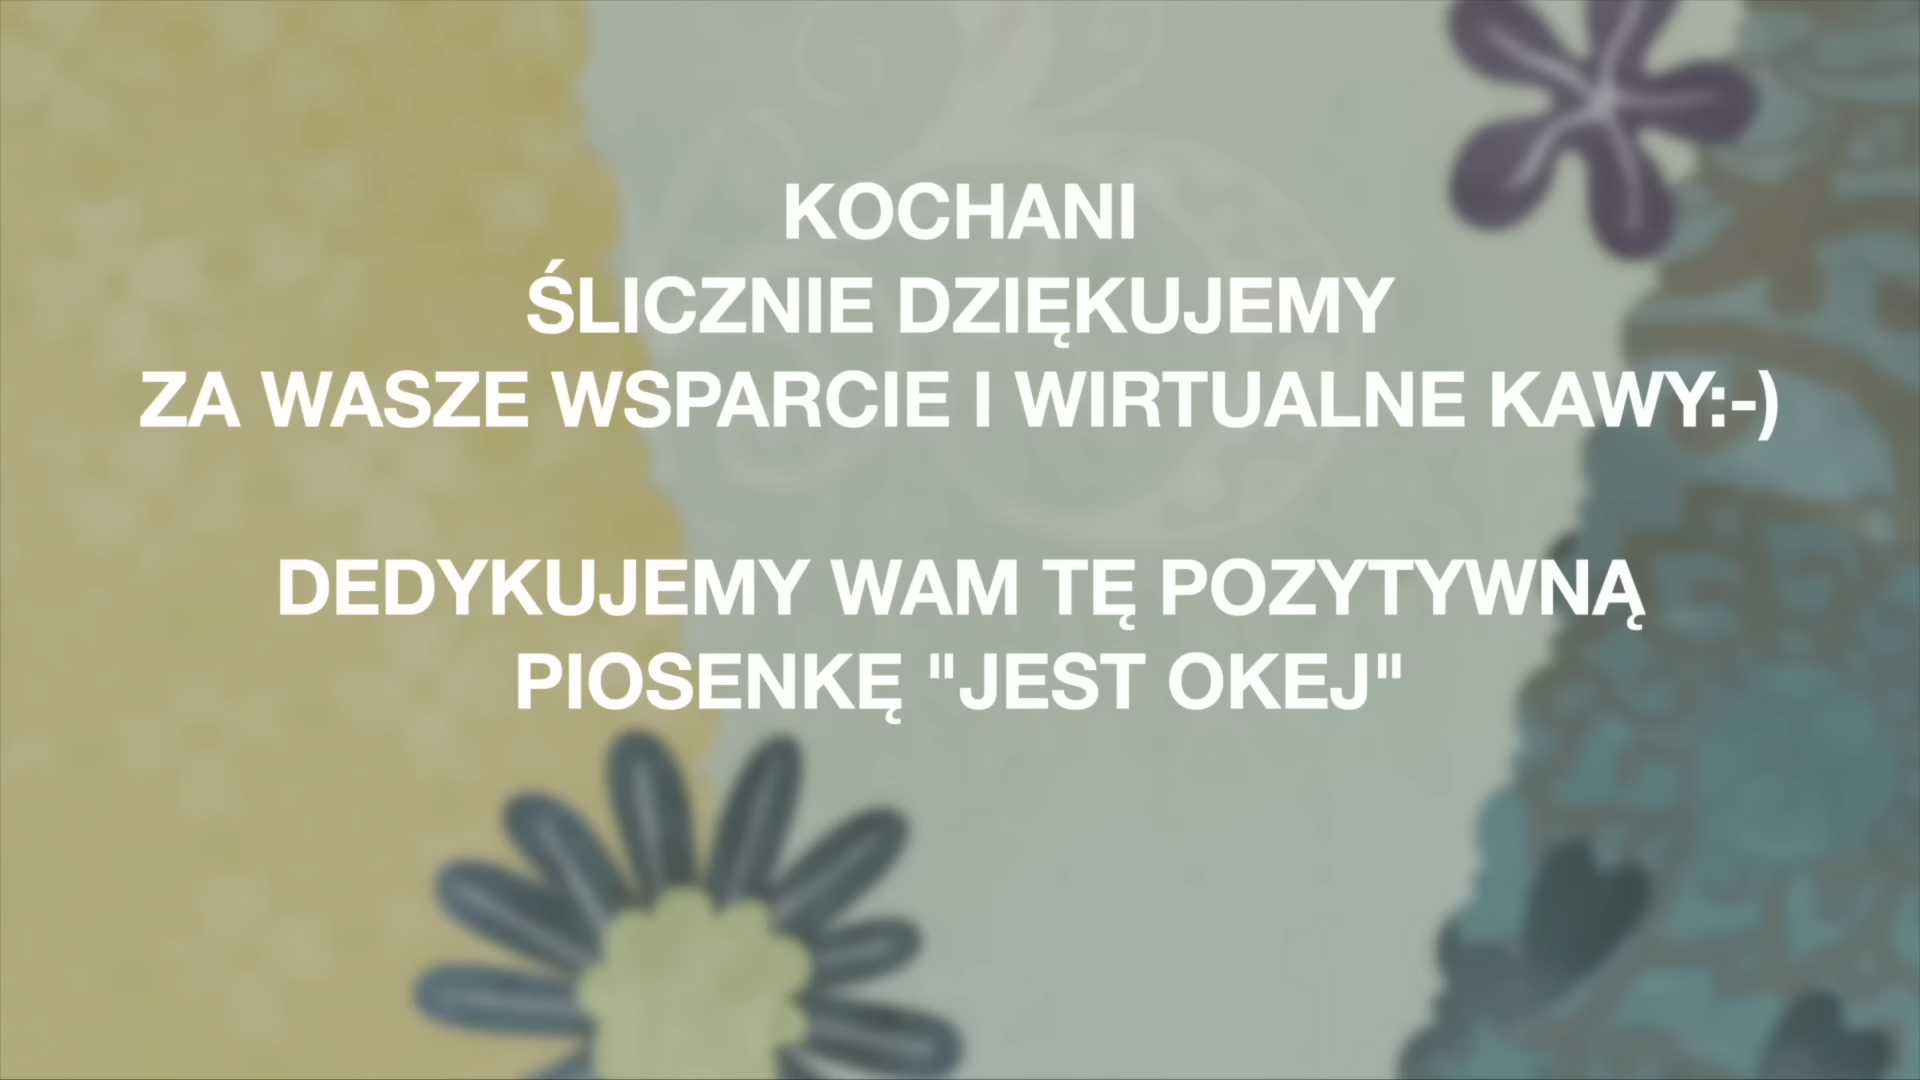 KOCHANI
ŚLICZNIE DZIĘKUJEMY
ZA WASZE WSPARCIE I WIRTUALNE KAWY:-)
DEDYKUJEMY WAM TĘ POZYTYWNĄ
PIOSENKĘ "JEST OKEJ"